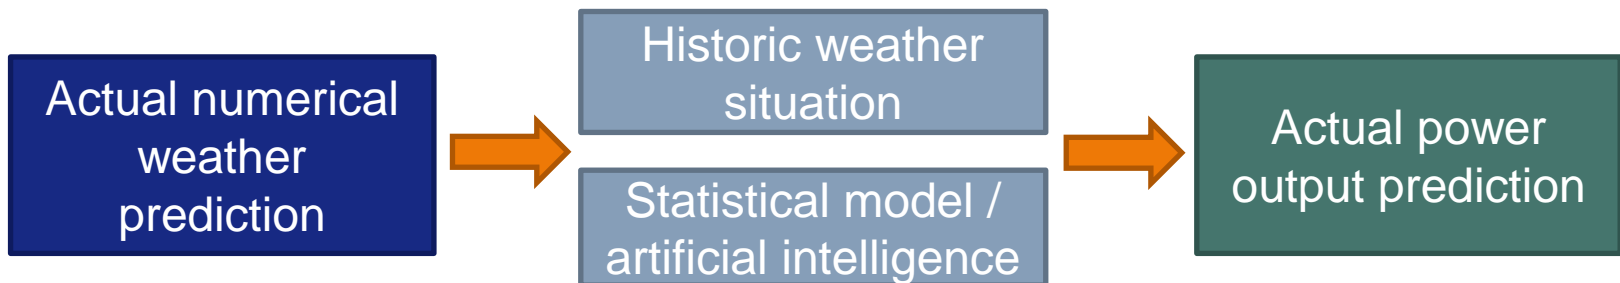 Actual numerical
weather
prediction
Historic weather
situation
Statistical model /
artificial intelligence
Actual power
output prediction